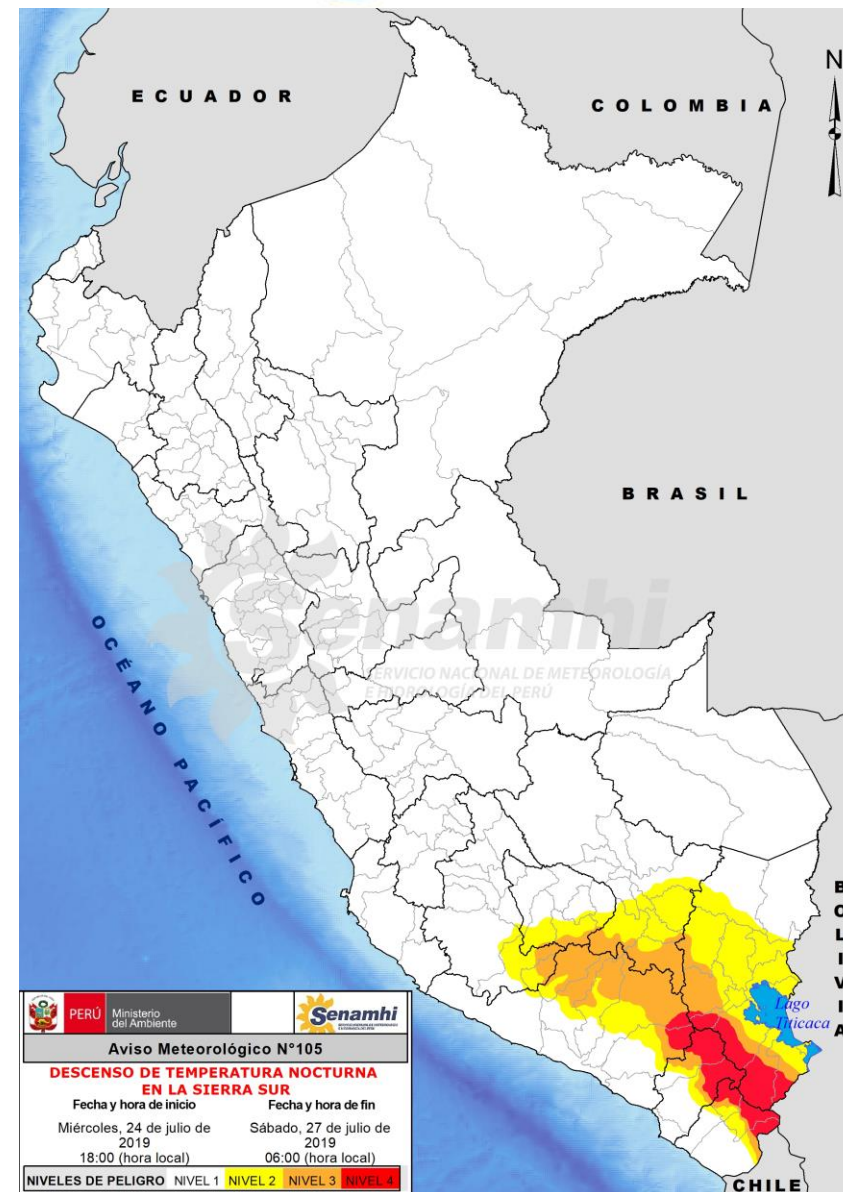 ECUADOR
COLOMBIA
N
BRASIL
Senamhi
SERVICIO NACIONAL DE METEOROLOGÍA
E HIDROLOGÍA DEL PERÚ
OCÉANO PACÍFICO
BOLIVIA
Lago
Titicaca
PERÚ
Ministerio
del Ambiente
Senamhi
Aviso Meteorológico N°105
DESCENSO DE TEMPERATURA NOCTURNA
EN LA SIERRA SUR
Fecha y hora de inicio Fecha y hora de fin
Miércoles, 24 de julio de Sábado, 27 de julio de
2019 2019
18:00 (hora local) 06:00 (hora local)
NIVELES DE PELIGRO NIVEL 1 NIVEL 2 NIVEL 3 NIVEL 4
CHILE